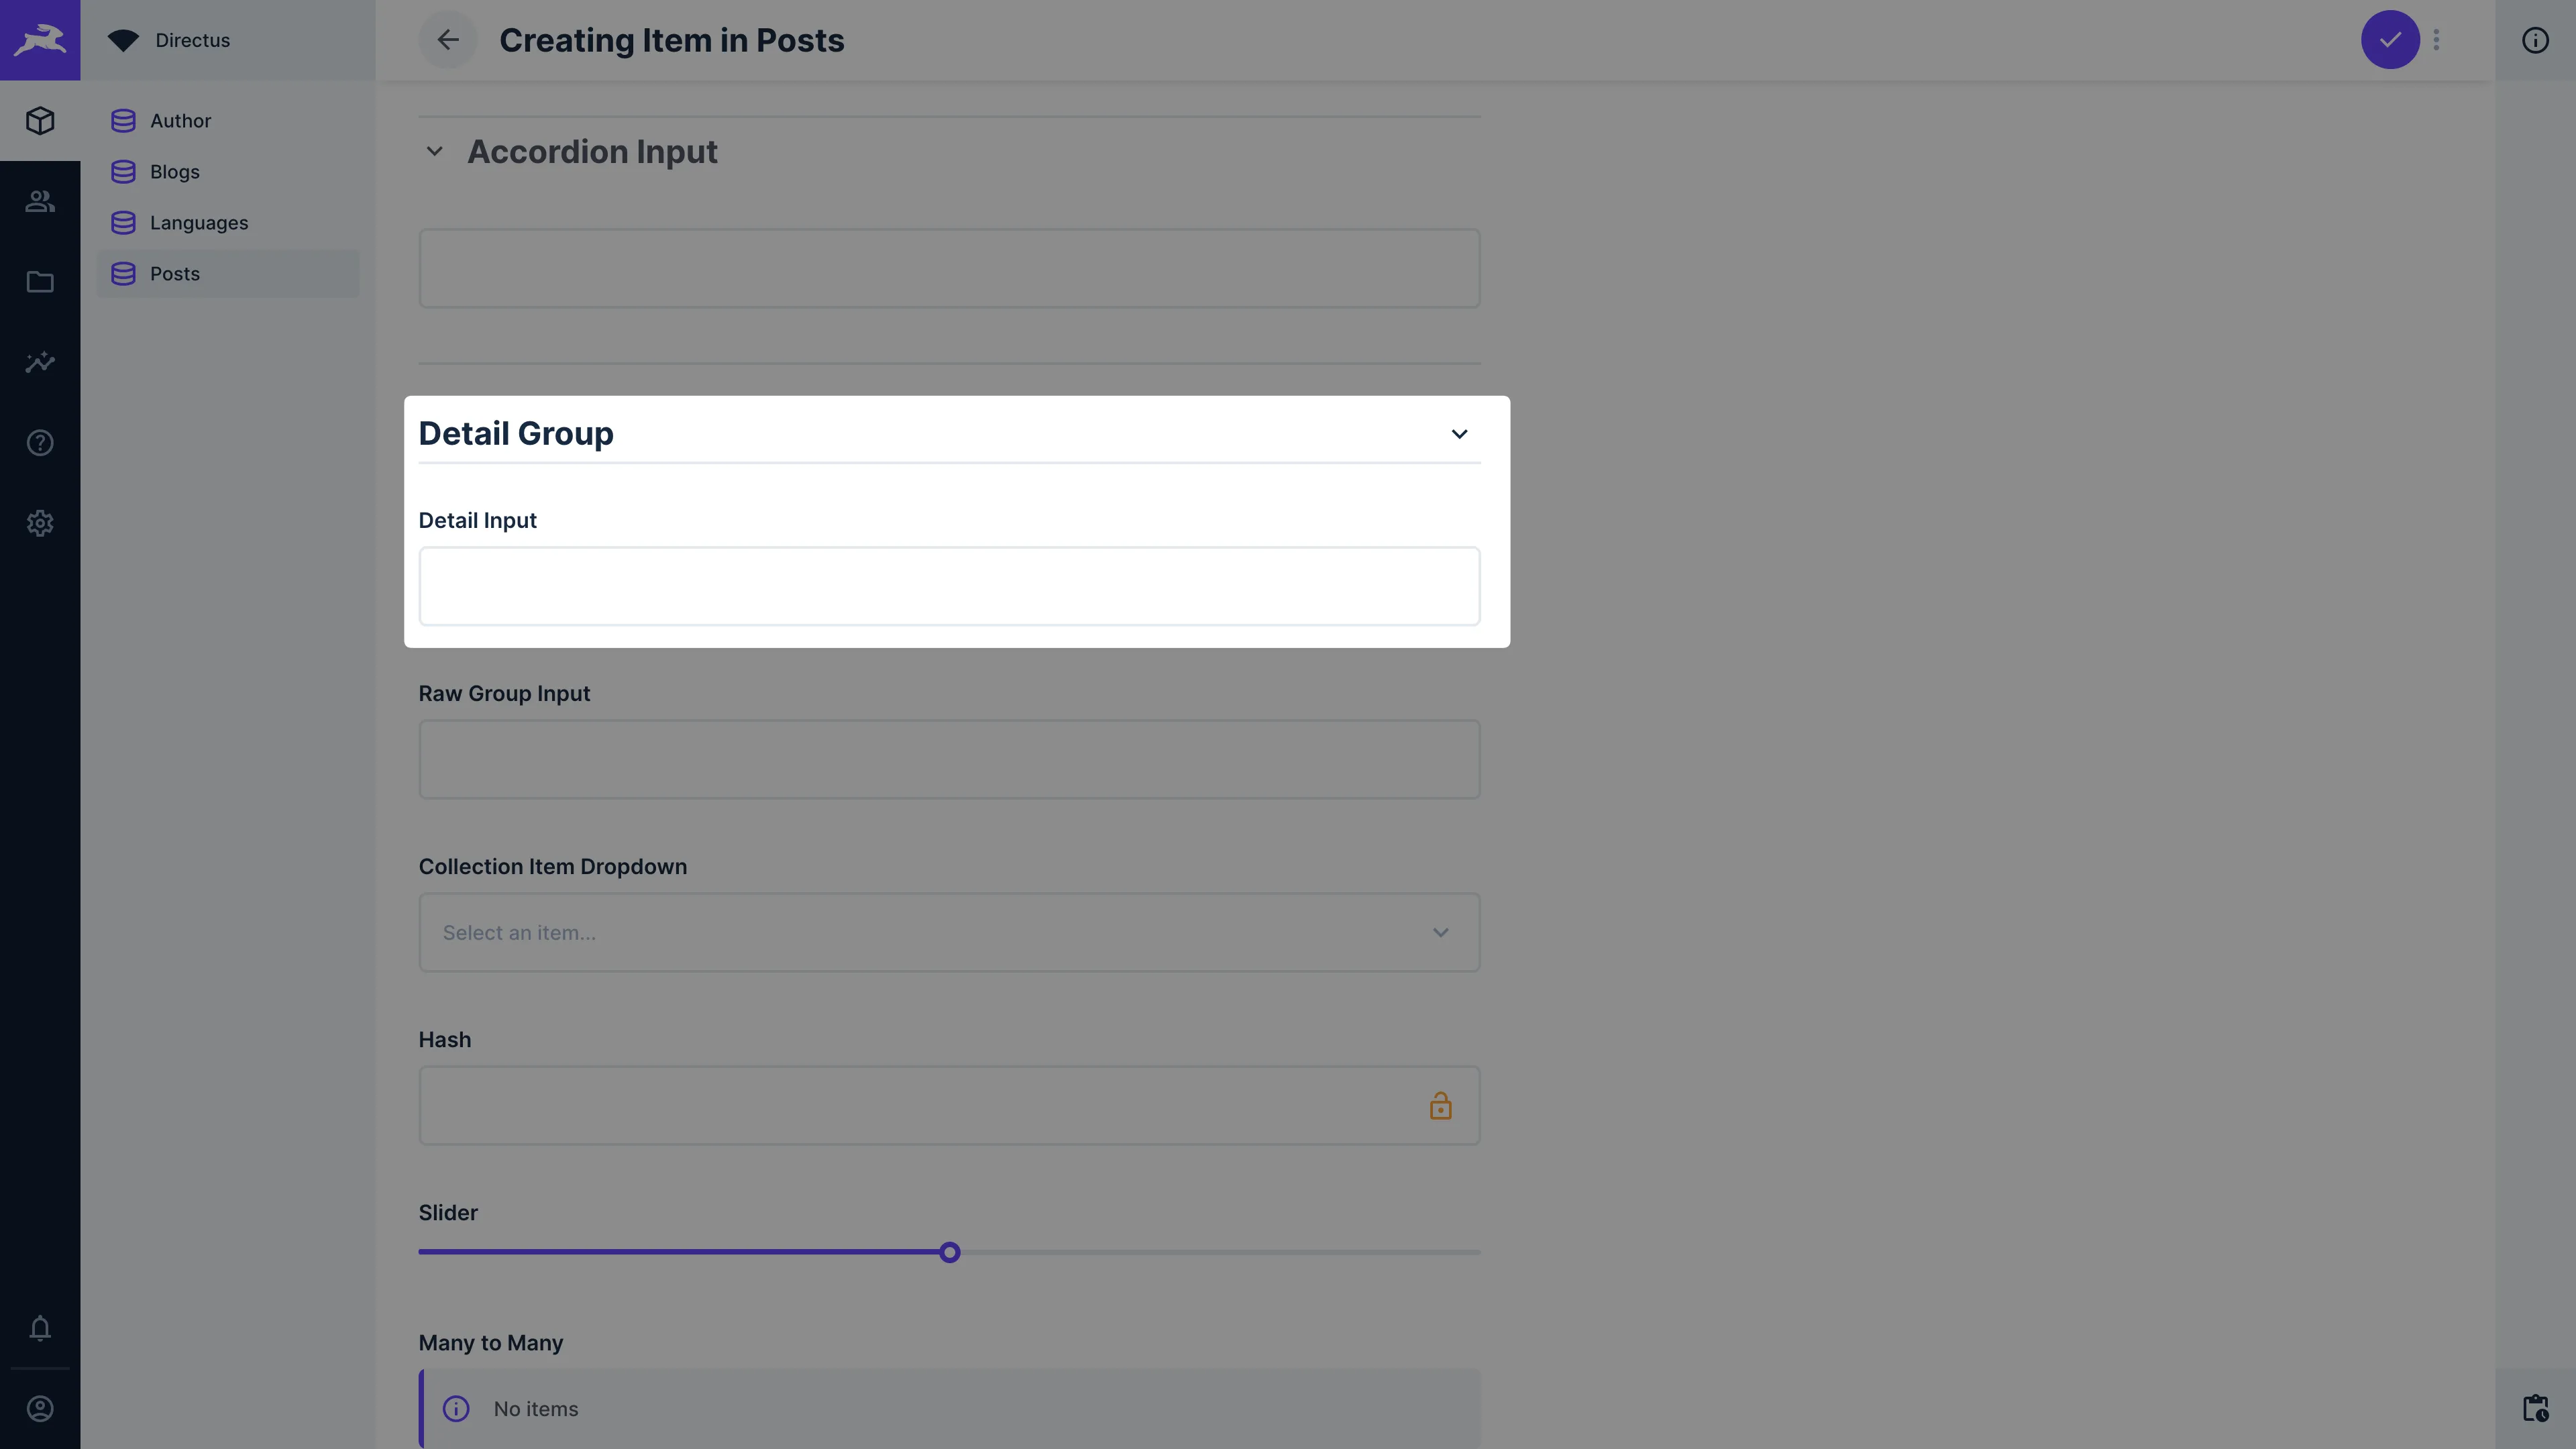 Directus
Creating Item in Posts
Author
Blogs
Languages
Posts
Accordion Input
Detail Group
Detail Input
Raw Group Input
Collection Item Dropdown
Select an item...
Hash
Slider
Many to Many
No items